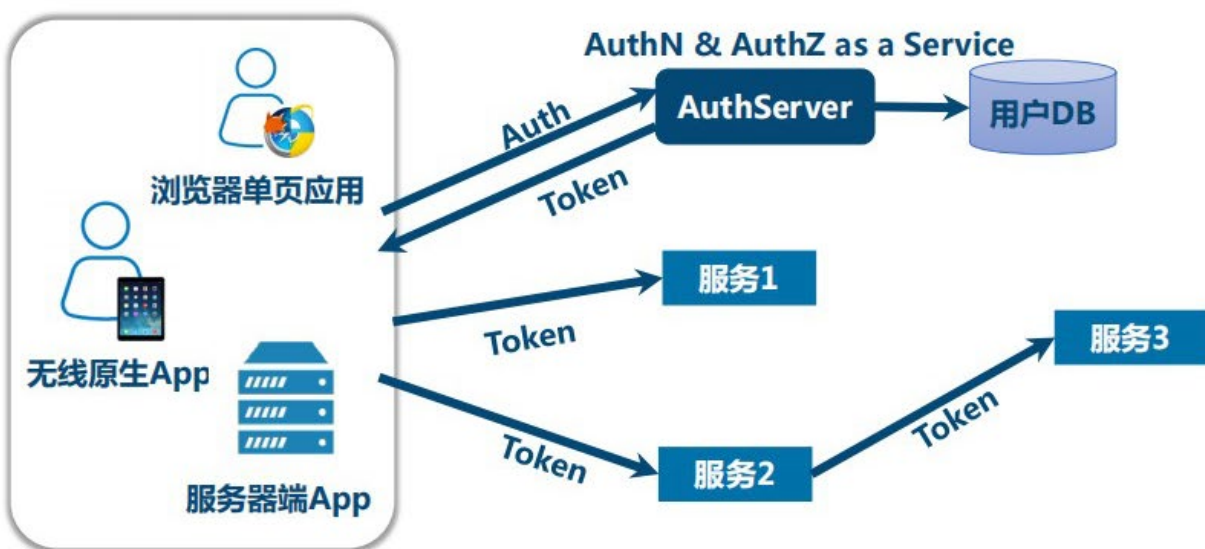 AuthN & AuthZ as a Service
AuthServer
用户DB
Auth
Token
浏览器单页应用
无线原生App
服务器端App
服务1
Token
服务3
Token
Token
服务2